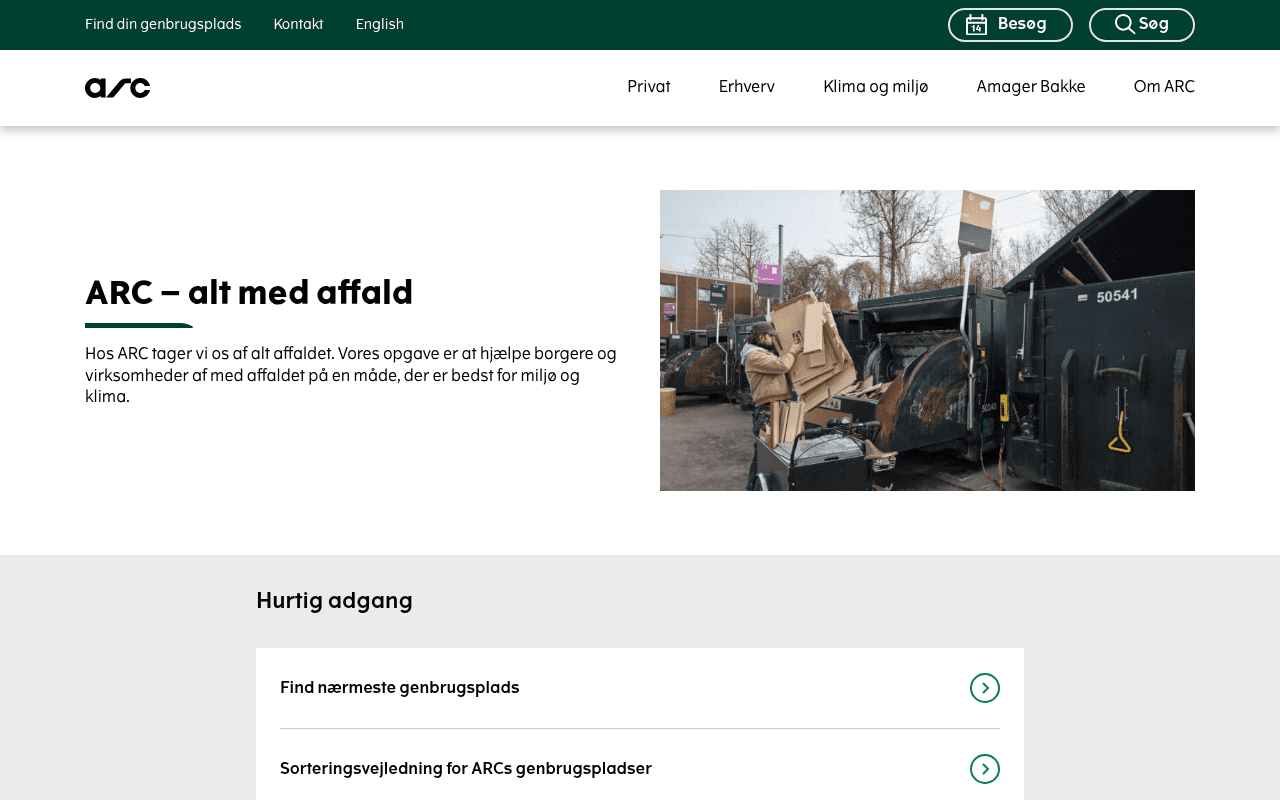 Find din genbrugsplads Kontakt English
14 Besøg Søg
arc
Privat Erhverv Klima og miljø Amager Bakke Om ARC
ARC – alt med affald
Hos ARC tager vi os af alt affaldet. Vores opgave er at hjælpe borgere og
virksomheder af med affaldet på en måde, der er bedst for miljø og
klima.
50541
Hurtig adgang
Find nærmeste genbrugsplads
Sorteringsvejledning for ARCs genbrugspladser